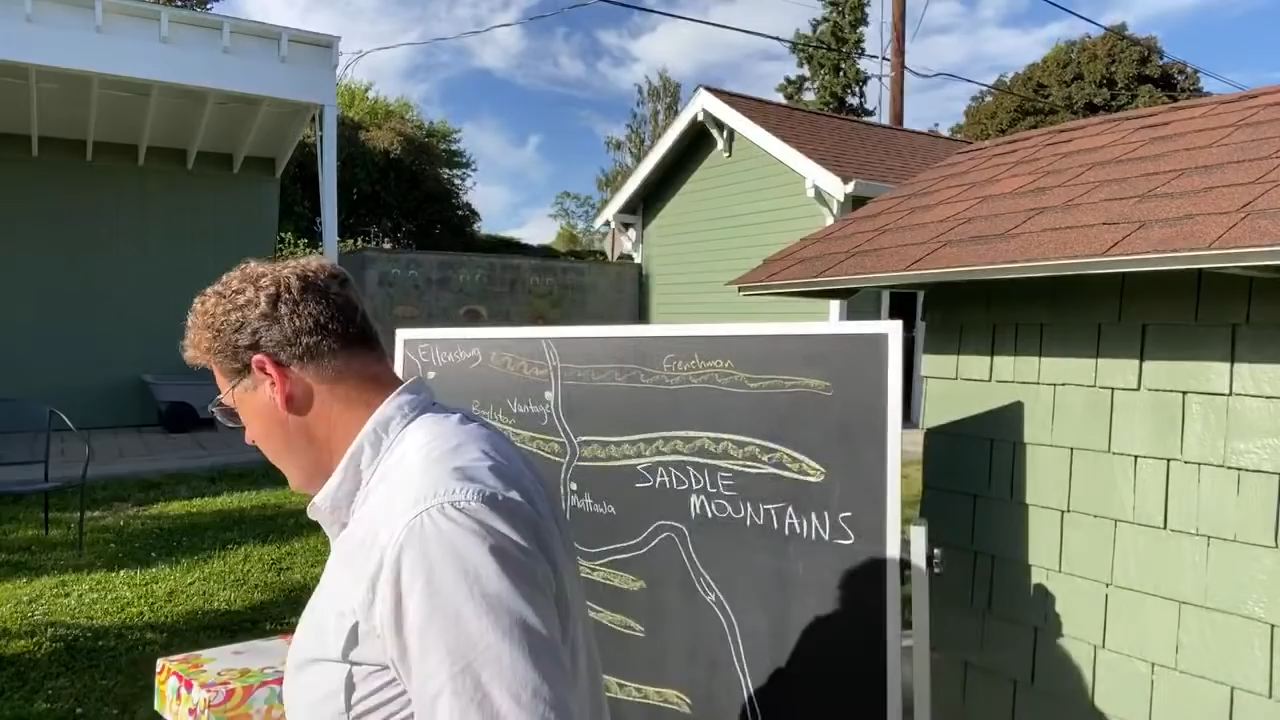 Ellensburg
Frenchman
Vantage
Boylston
SADDLE
MOUNTAINS
Mattawa